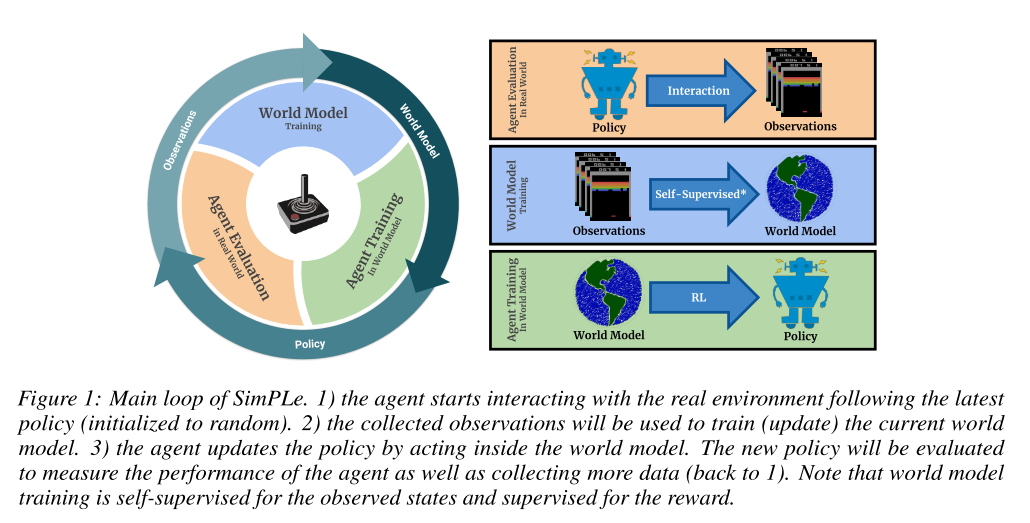 World Model
Training
Observations
World Model
Agent Evaluation
in Real World
Agent Training
In World Model
Policy
Agent Evaluation
In Real World
Policy
Interaction
Observations
World Model
Training
Observations
Self-Supervised*
World Model
Agent Training
In World Model
World Model
RL
Policy
Figure 1: Main loop of SimPLe. 1) the agent starts interacting with the real environment following the latest
policy (initialized to random). 2) the collected observations will be used to train (update) the current world
model. 3) the agent updates the policy by acting inside the world model. The new policy will be evaluated
to measure the performance of the agent as well as collecting more data (back to 1). Note that world model
training is self-supervised for the observed states and supervised for the reward.